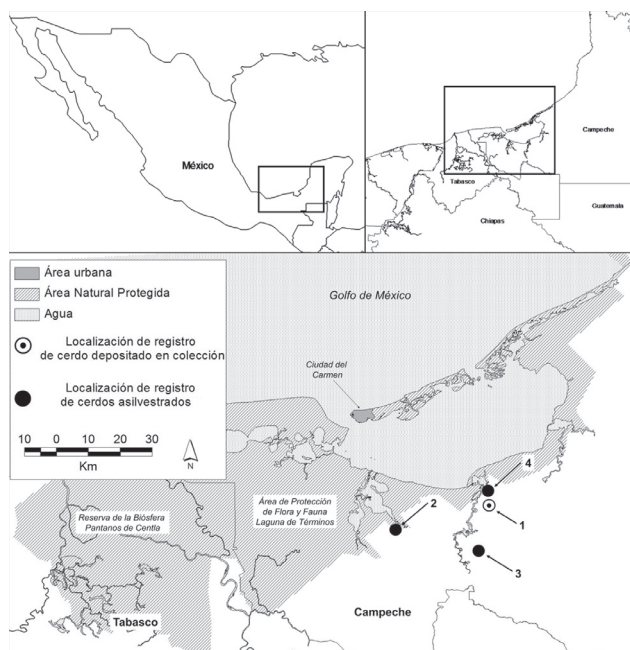 México
Campeche
Tabasco
Guatemala
Chiapas
Área urbana
Área Natural Protegida
Agua
Localización de registro
de cerdo depositado en colección
Localización de registro
de cerdos asilvestrados
10 0 10 20 30
Km
N
Golfo de México
Ciudad del
Carmen
Reserva de la Biósfera
Pantanos de Centla
Área de Protección
de Flora y Fauna
Laguna de Términos
4
2
1
3
Campeche
Tabasco